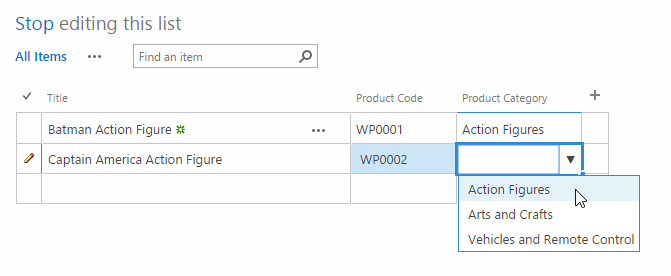 Stop editing this list
All Items ••• Find an item
Title Product Code Product Category +
Batman Action Figure ••• WP0001 Action Figures
Captain America Action Figure WP0002
Action Figures
Arts and Crafts
Vehicles and Remote Control